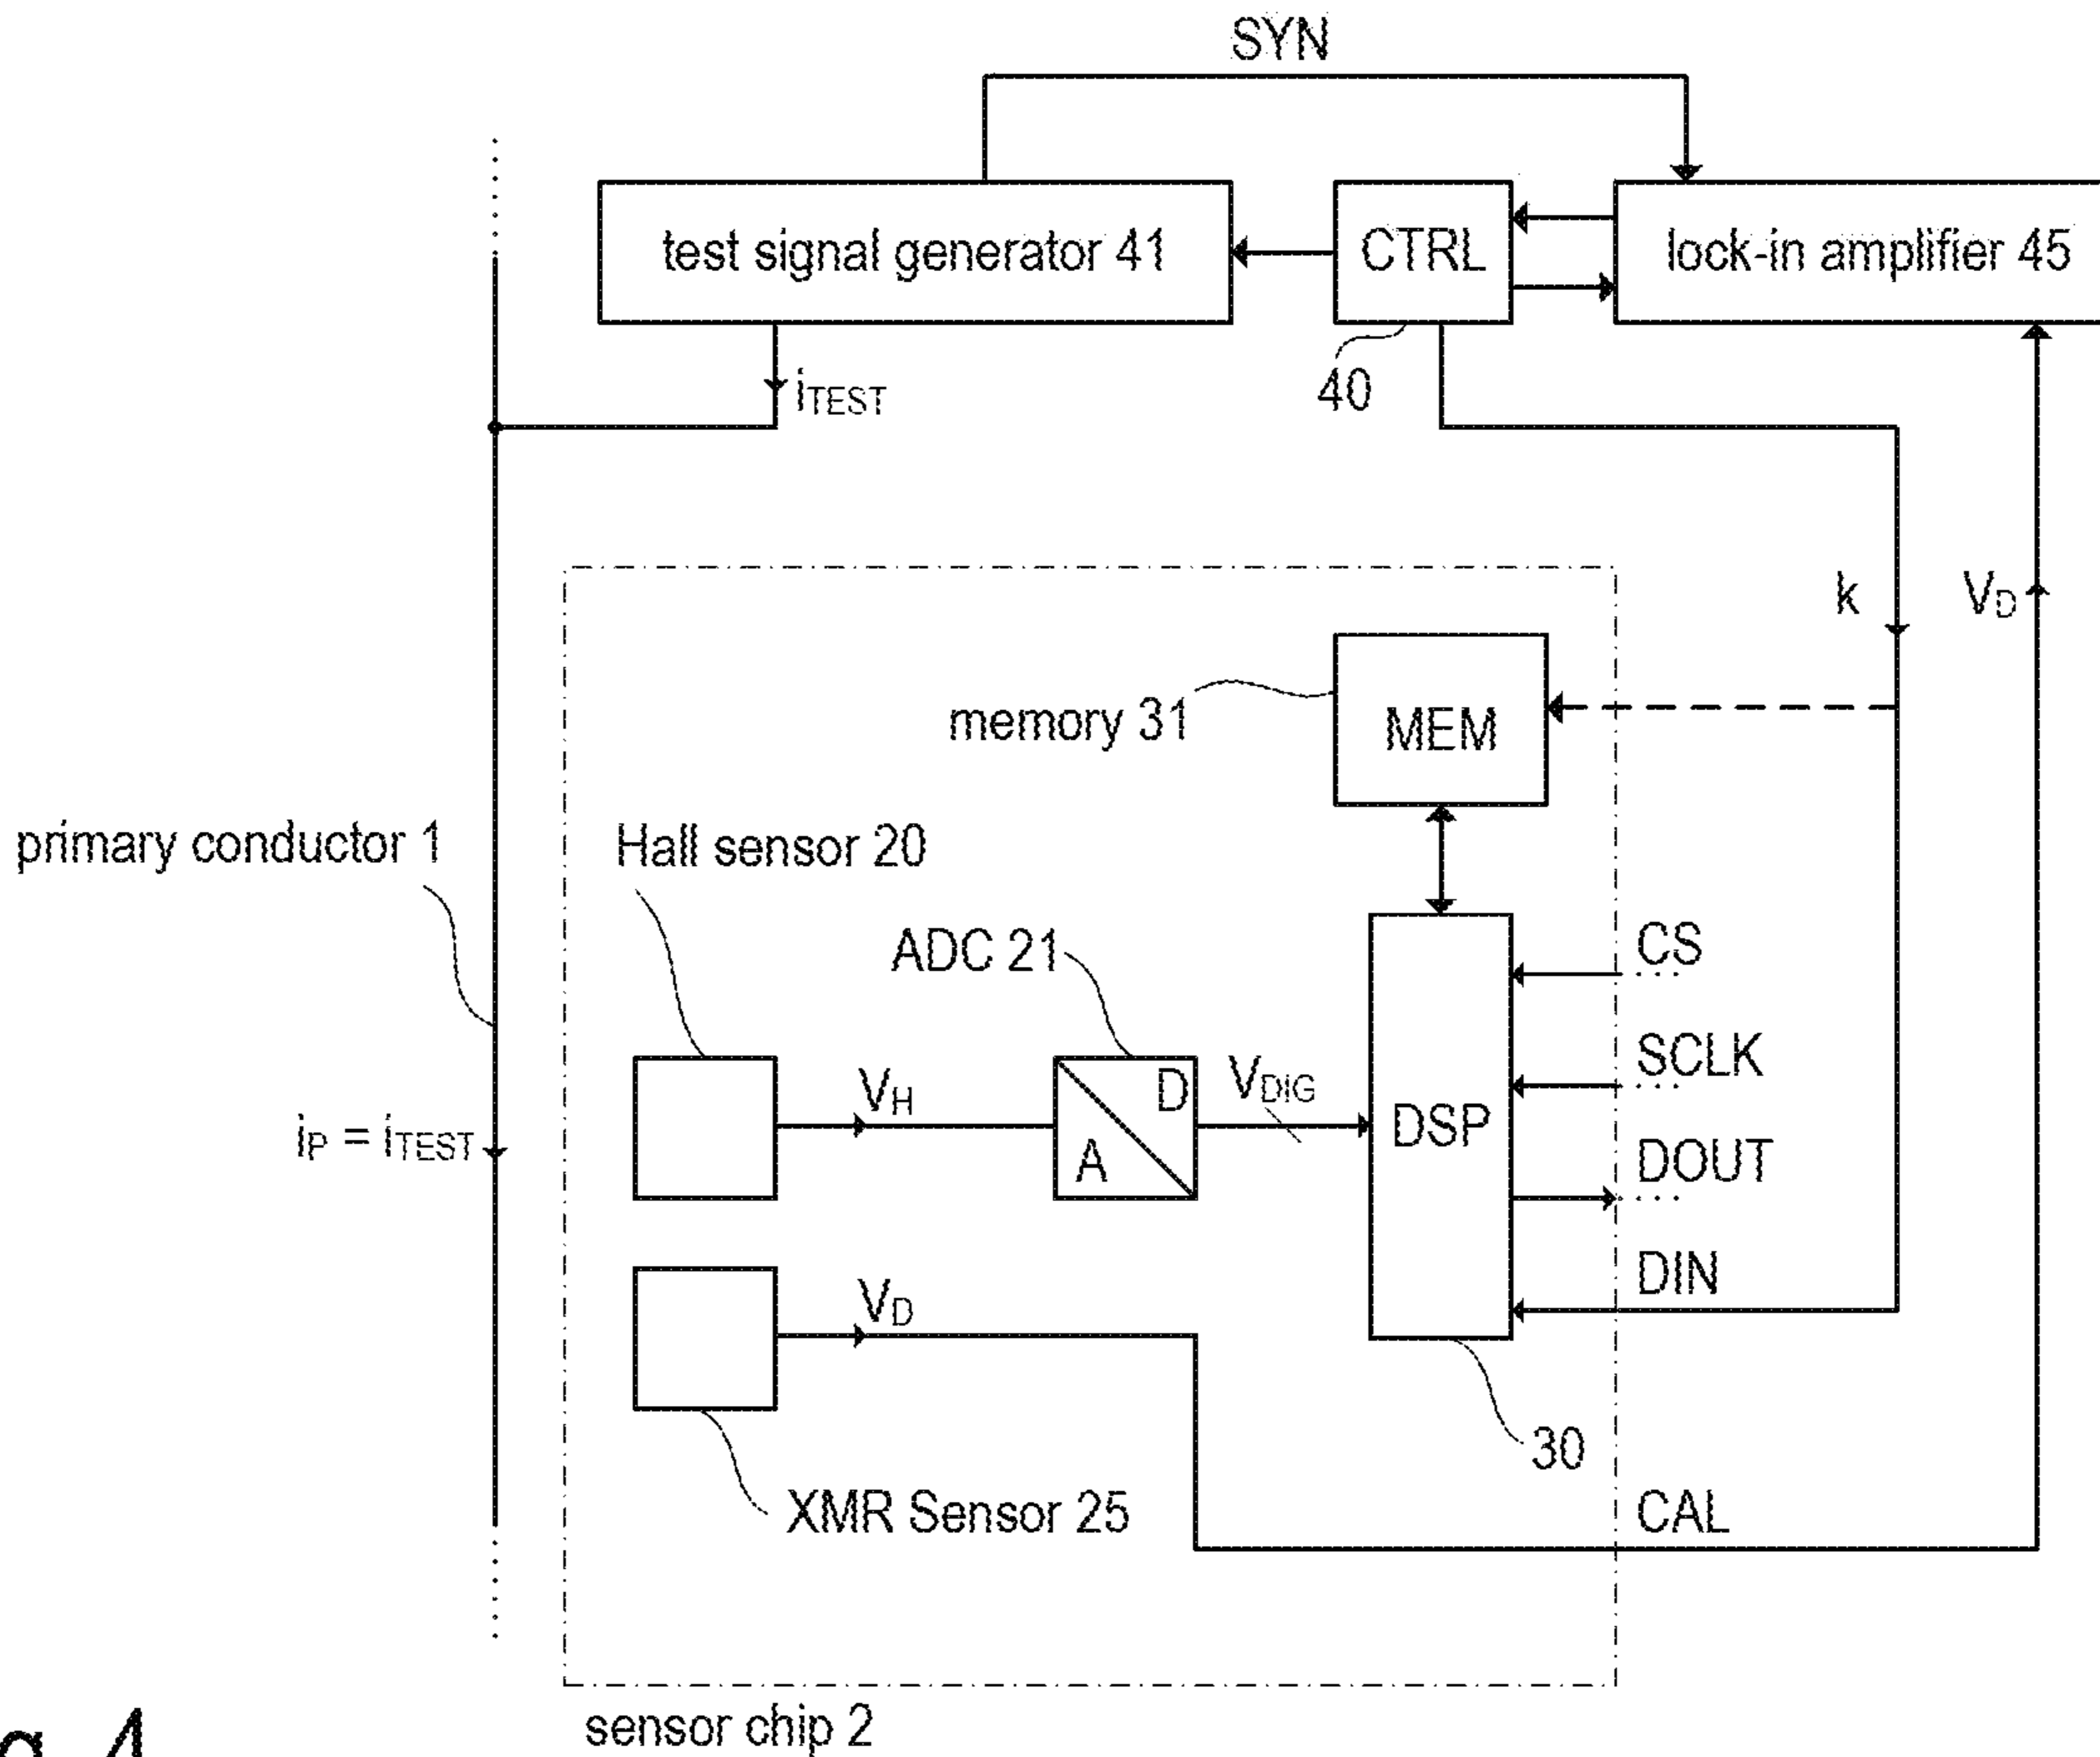 SYN
test signal generator 41
CTRL
lock-in amplifier 45
iTEST
40
k
VD
memory 31
MEM
primary conductor 1
Hall sensor 20
ADC 21
CS
SCLK
VH
D
A
VDIG
DSP
iP = iTEST
DOUT
DIN
VD
30
XMR Sensor 25
CAL
sensor chip 2
g. 4